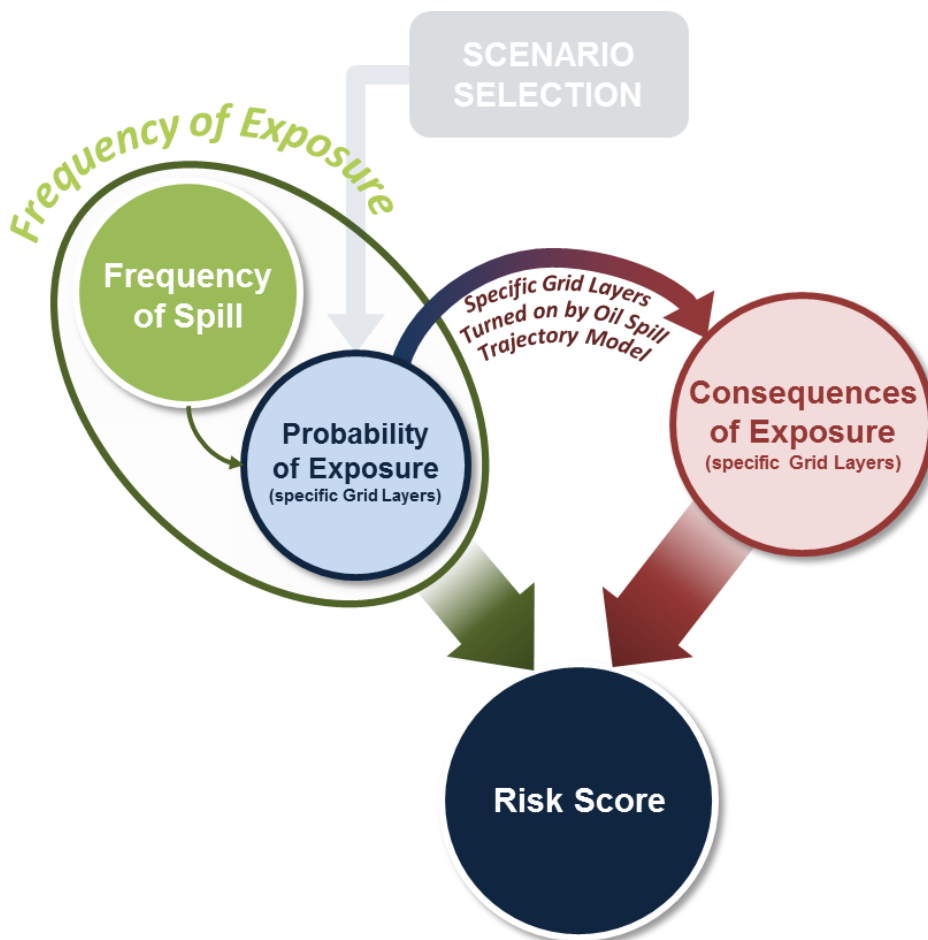 SCENARIO
SELECTION
Frequency of Exposure
Frequency
of Spill
Specific Grid Layers
Turned on by Oil Spill
Trajectory Model
Probability
of Exposure
(specific Grid Layers)
Consequences
of Exposure
(specific Grid Layers)
Risk Score